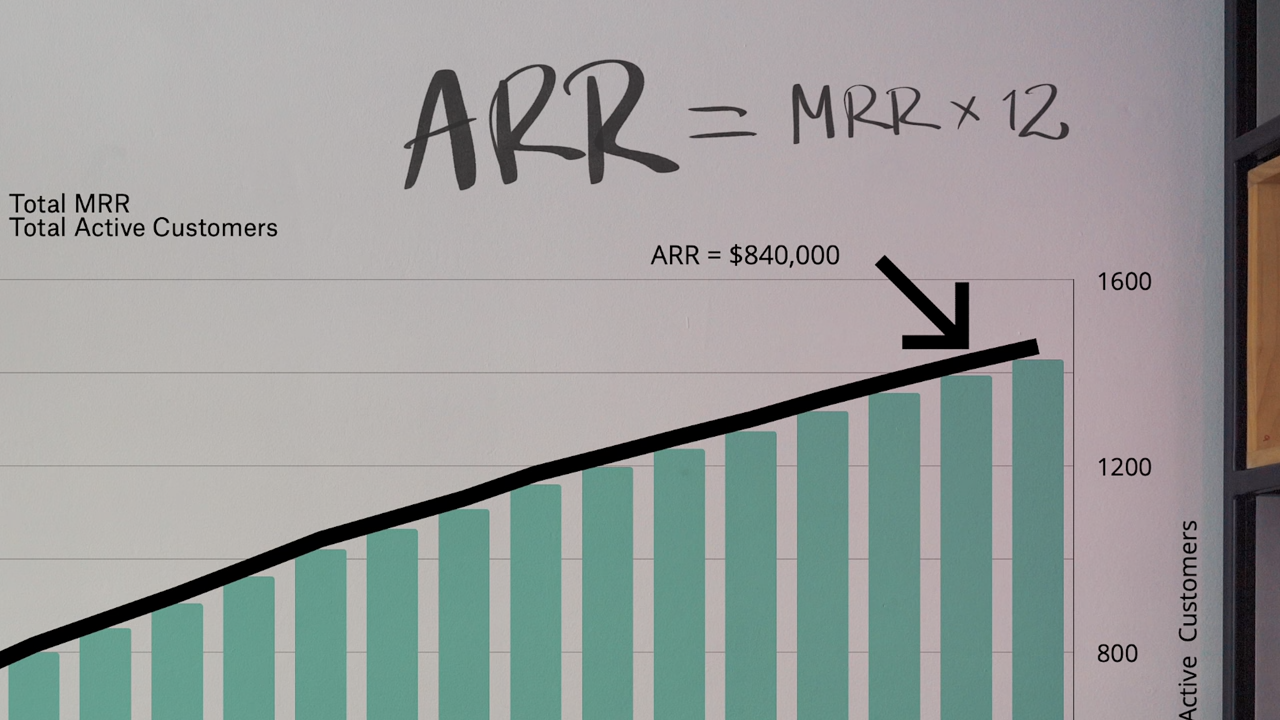 ARR = MRR × 12
Total MRR
Total Active Customers
ARR = $840,000
1600
1200
800
Active Customers